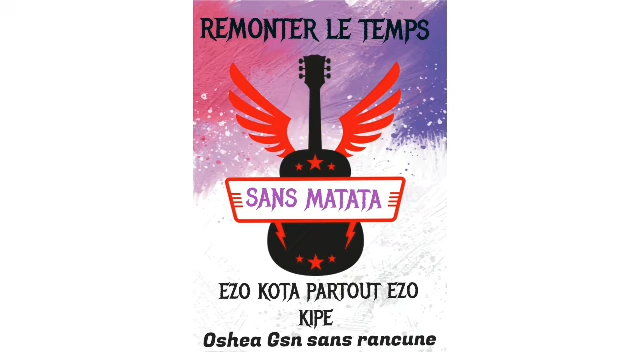 REMONTER LE TEMPS
SANS MATATA
EZO KOTA PARTOUT EZO
KIPE
Oshea Gsn sans rancune